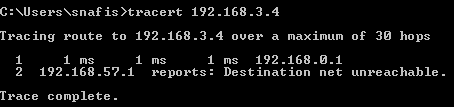 C:\Users\snafis>tracert 192.168.3.4
Tracing route to 192.168.3.4 over a maximum of 30 hops
1 1 ms 1 ms 1 ms 192.168.0.1
2 192.168.57.1 reports: Destination net unreachable.
Trace complete.